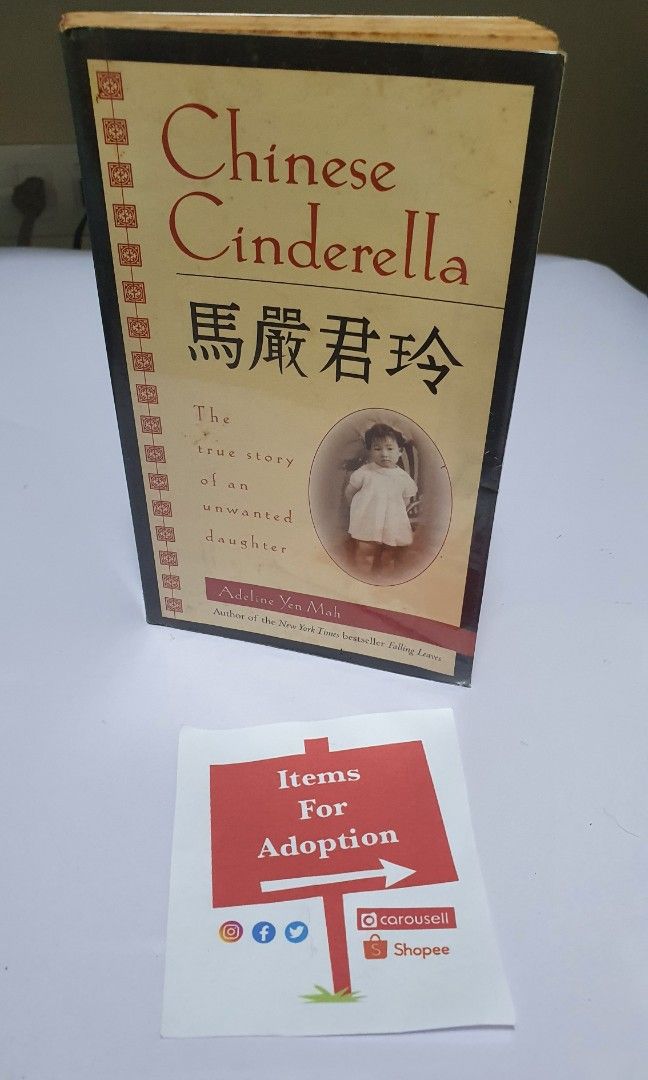 Chinese
Cinderella
馬嚴君玲
The
true story
of an
unwanted
daughter
Adeline Yen Mah
Author of the New York Times bestseller Falling Leaves
Items
For
Adoption
carousell
Shopee